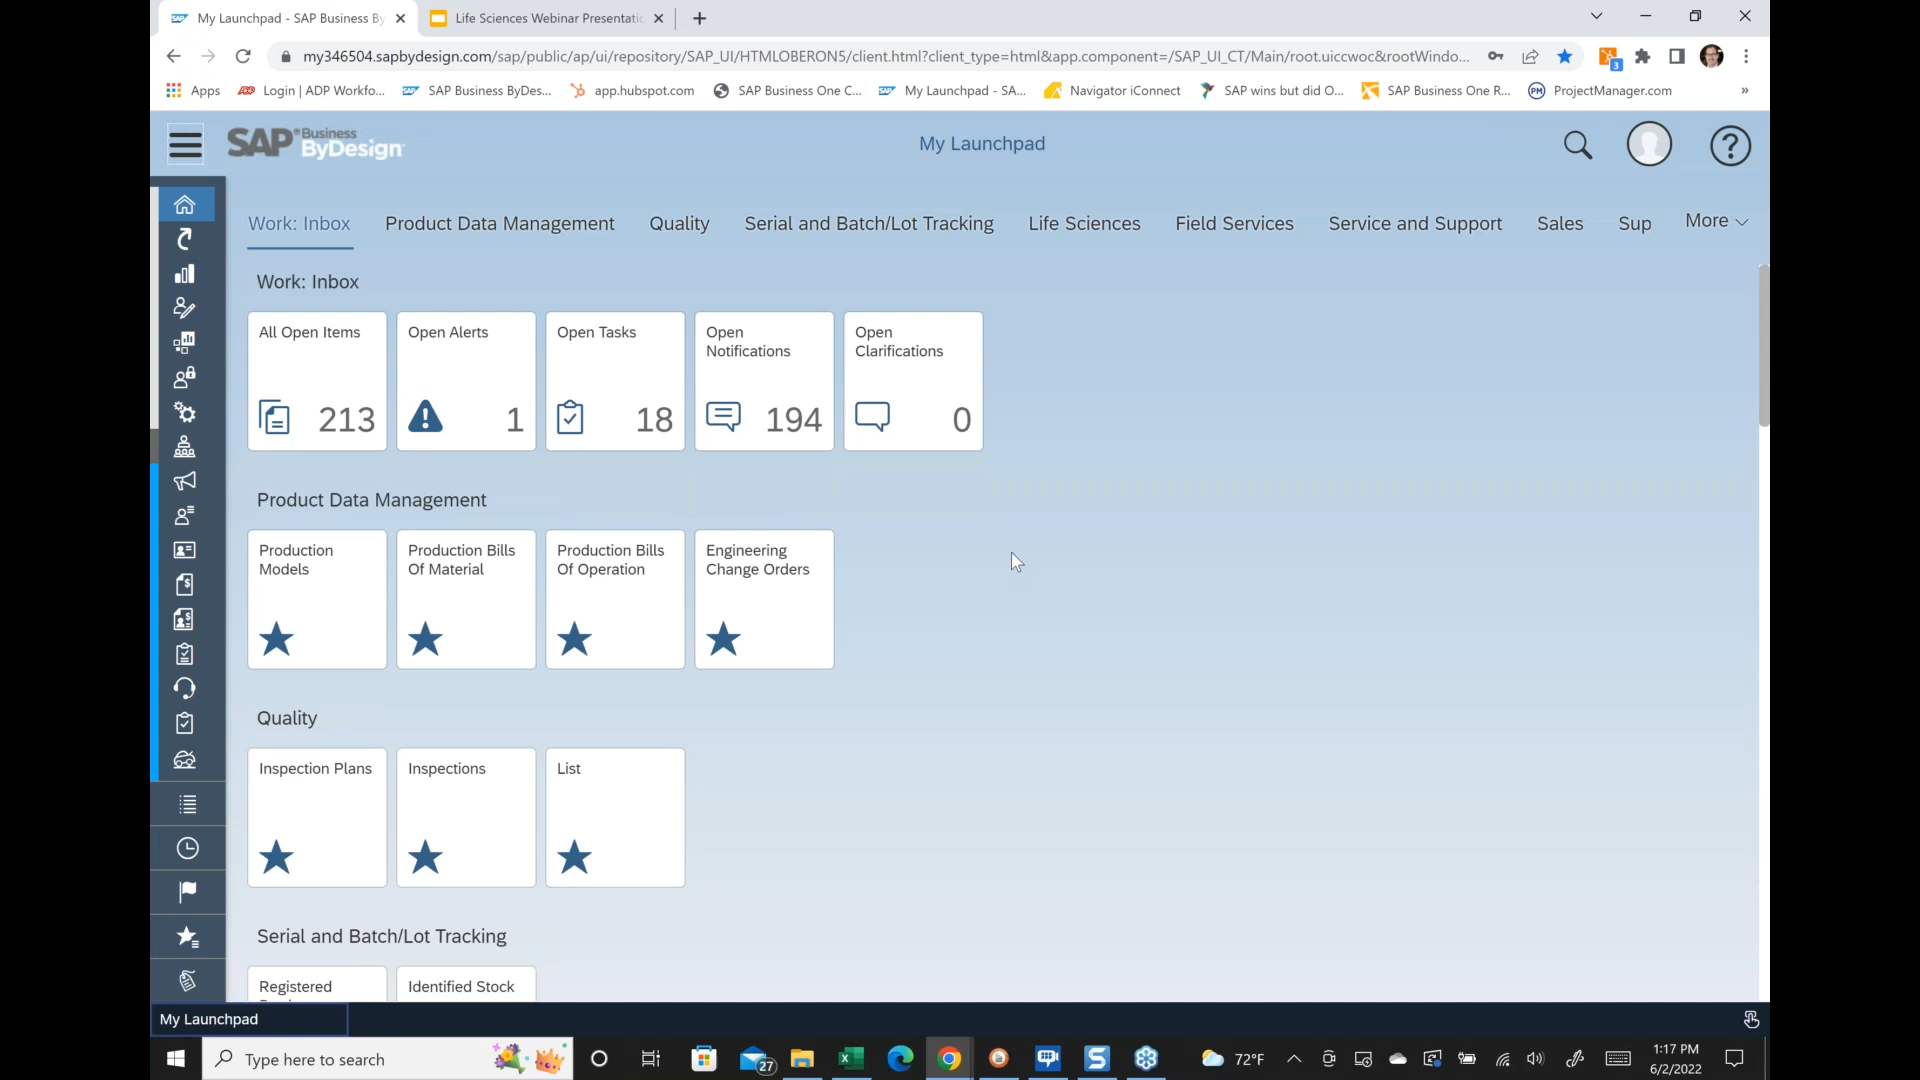 My Launchpad - SAP Business By
Life Sciences Webinar Presentatio
my346504.sapbydesign.com/sap/public/ap/ui/repository/SAP_UI/HTMLOBERON5/client.html?client_type=html&app.component=/SAP_UI_CT/Main/root.uiccwoc&rootWindo...
3
Apps
Login | ADP Workfo...
SAP Business ByDes...
app.hubspot.com
SAP Business One C...
My Launchpad - SA...
Navigator iConnect
SAP wins but did O...
SAP Business One R...
PM
ProjectManager.com
SAP® Business ByDesign
My Launchpad
Work: Inbox
Product Data Management
Quality
Serial and Batch/Lot Tracking
Life Sciences
Field Services
Service and Support
Sales
Sup
More
Work: Inbox
All Open Items
213
Open Alerts
1
Open Tasks
18
Open
Notifications
194
Open
Clarifications
0
Product Data Management
Production
Models
Production Bills
Of Material
Production Bills
Of Operation
Engineering
Change Orders
Quality
Inspection Plans
Inspections
List
Serial and Batch/Lot Tracking
Registered
Identified Stock
My Launchpad
Type here to search
27
72°F
1:17 PM
6/2/2022